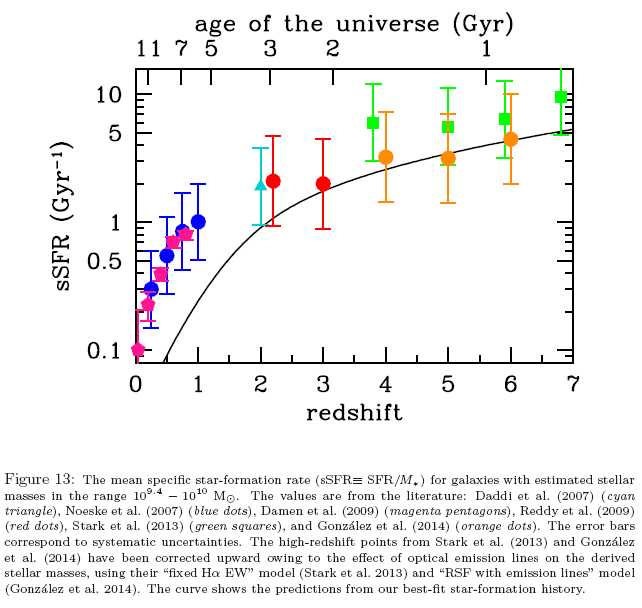 age of the universe (Gyr)
11 7 5 3 2 1
10
5
1
0.5
0.1
sSFR (Gyr⁻¹)
0 1 2 3 4 5 6 7
redshift
Figure 13: The mean specific star-formation rate (sSFR≡ SFR/M*) for galaxies with estimated stellar
masses in the range 10^9.4 − 10^10 M⊙. The values are from the literature: Daddi et al. (2007) (cyan
triangle), Noeske et al. (2007) (blue dots), Damen et al. (2009) (magenta pentagons), Reddy et al. (2009)
(red dots), Stark et al. (2013) (green squares), and González et al. (2014) (orange dots). The error bars
correspond to systematic uncertainties. The high-redshift points from Stark et al. (2013) and González
et al. (2014) have been corrected upward owing to the effect of optical emission lines on the derived
stellar masses, using their “fixed Hα EW” model (Stark et al. 2013) and “RSF with emission lines” model
(González et al. 2014). The curve shows the predictions from our best-fit star-formation history.